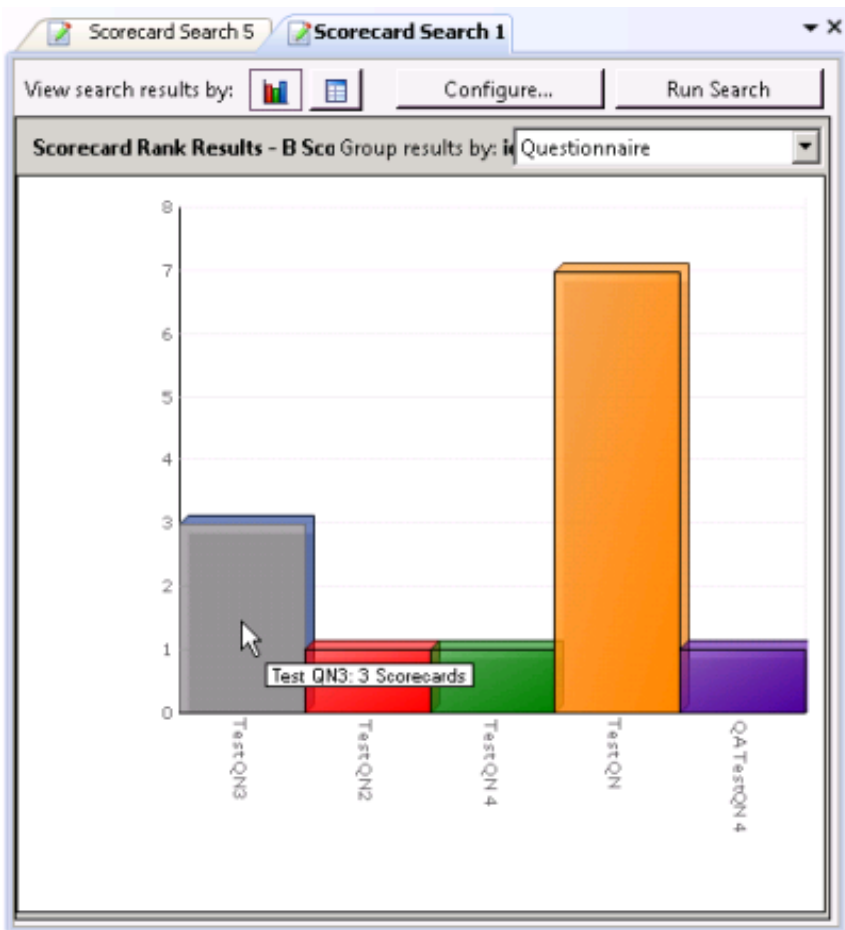 Scorecard Search 5
Scorecard Search 1
View search results by:
Configure...
Run Search
Scorecard Rank Results - B Sco Group results by: Questionnaire
8
7
6
5
4
3
2
1
0
Test QN3: 3 Scorecards
TestQN3
TestQN2
TestQN 4
TestQN
QATestQN 4